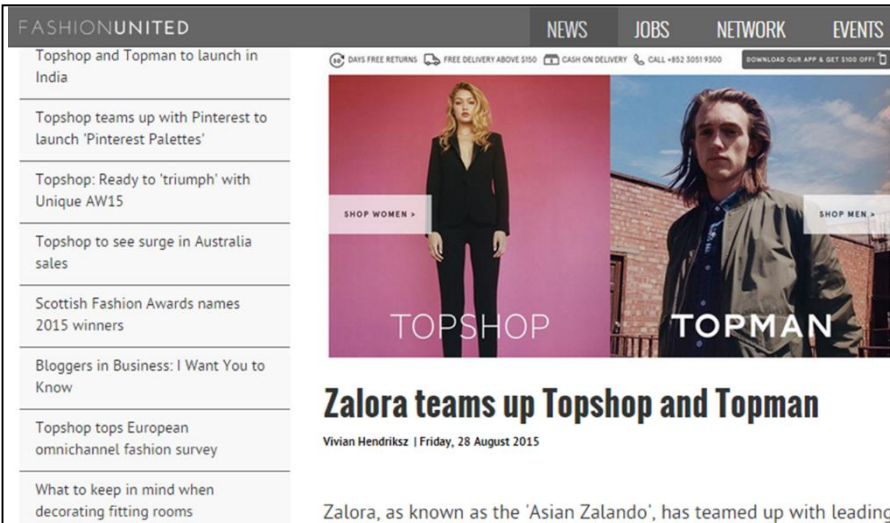 FASHIONUNITED
NEWS
JOBS
NETWORK
EVENTS
Topshop and Topman to launch in
India
Topshop teams up with Pinterest to
launch 'Pinterest Palettes'
Topshop: Ready to 'triumph' with
Unique AW15
Topshop to see surge in Australia
sales
Scottish Fashion Awards names
2015 winners
Bloggers in Business: I Want You to
Know
Topshop tops European
omnichannel fashion survey
What to keep in mind when
decorating fitting rooms
30 DAYS FREE RETURNS FREE DELIVERY ABOVE $150 CASH ON DELIVERY CALL +852 3051 9300 DOWNLOAD OUR APP & GET $100 OFF!
SHOP WOMEN >
SHOP MEN >
TOPSHOP
TOPMAN
Zalora teams up Topshop and Topman
Vivian Hendriksz | Friday, 28 August 2015
Zalora, as known as the 'Asian Zalando', has teamed up with leading